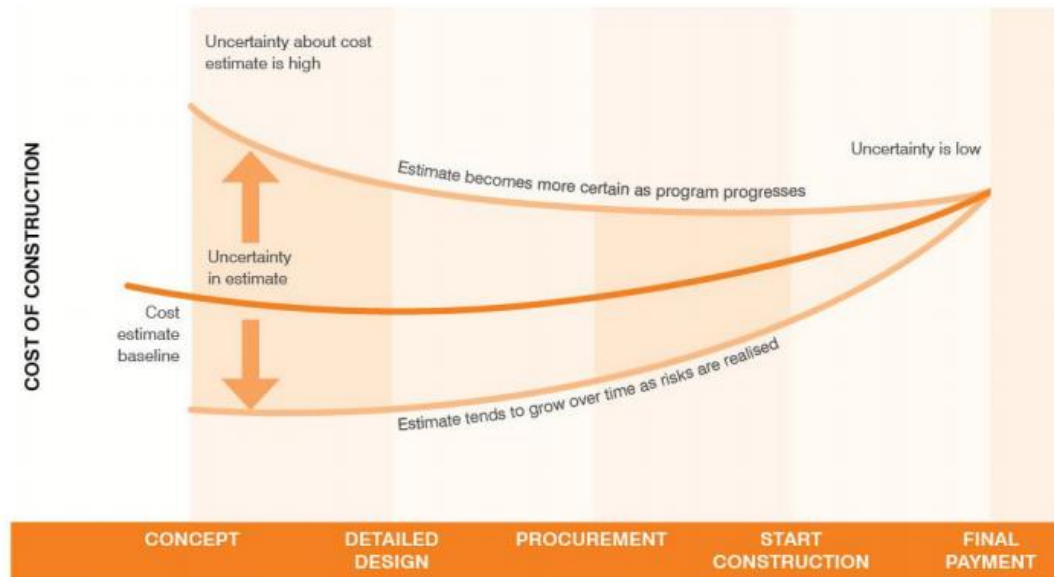 Uncertainty about cost
estimate is high
Uncertainty is low
Estimate becomes more certain as program progresses
Uncertainty
in estimate
Cost
estimate
baseline
Estimate tends to grow over time as risks are realised
COST OF CONSTRUCTION
CONCEPT
DETAILED
DESIGN
PROCUREMENT
START
CONSTRUCTION
FINAL
PAYMENT